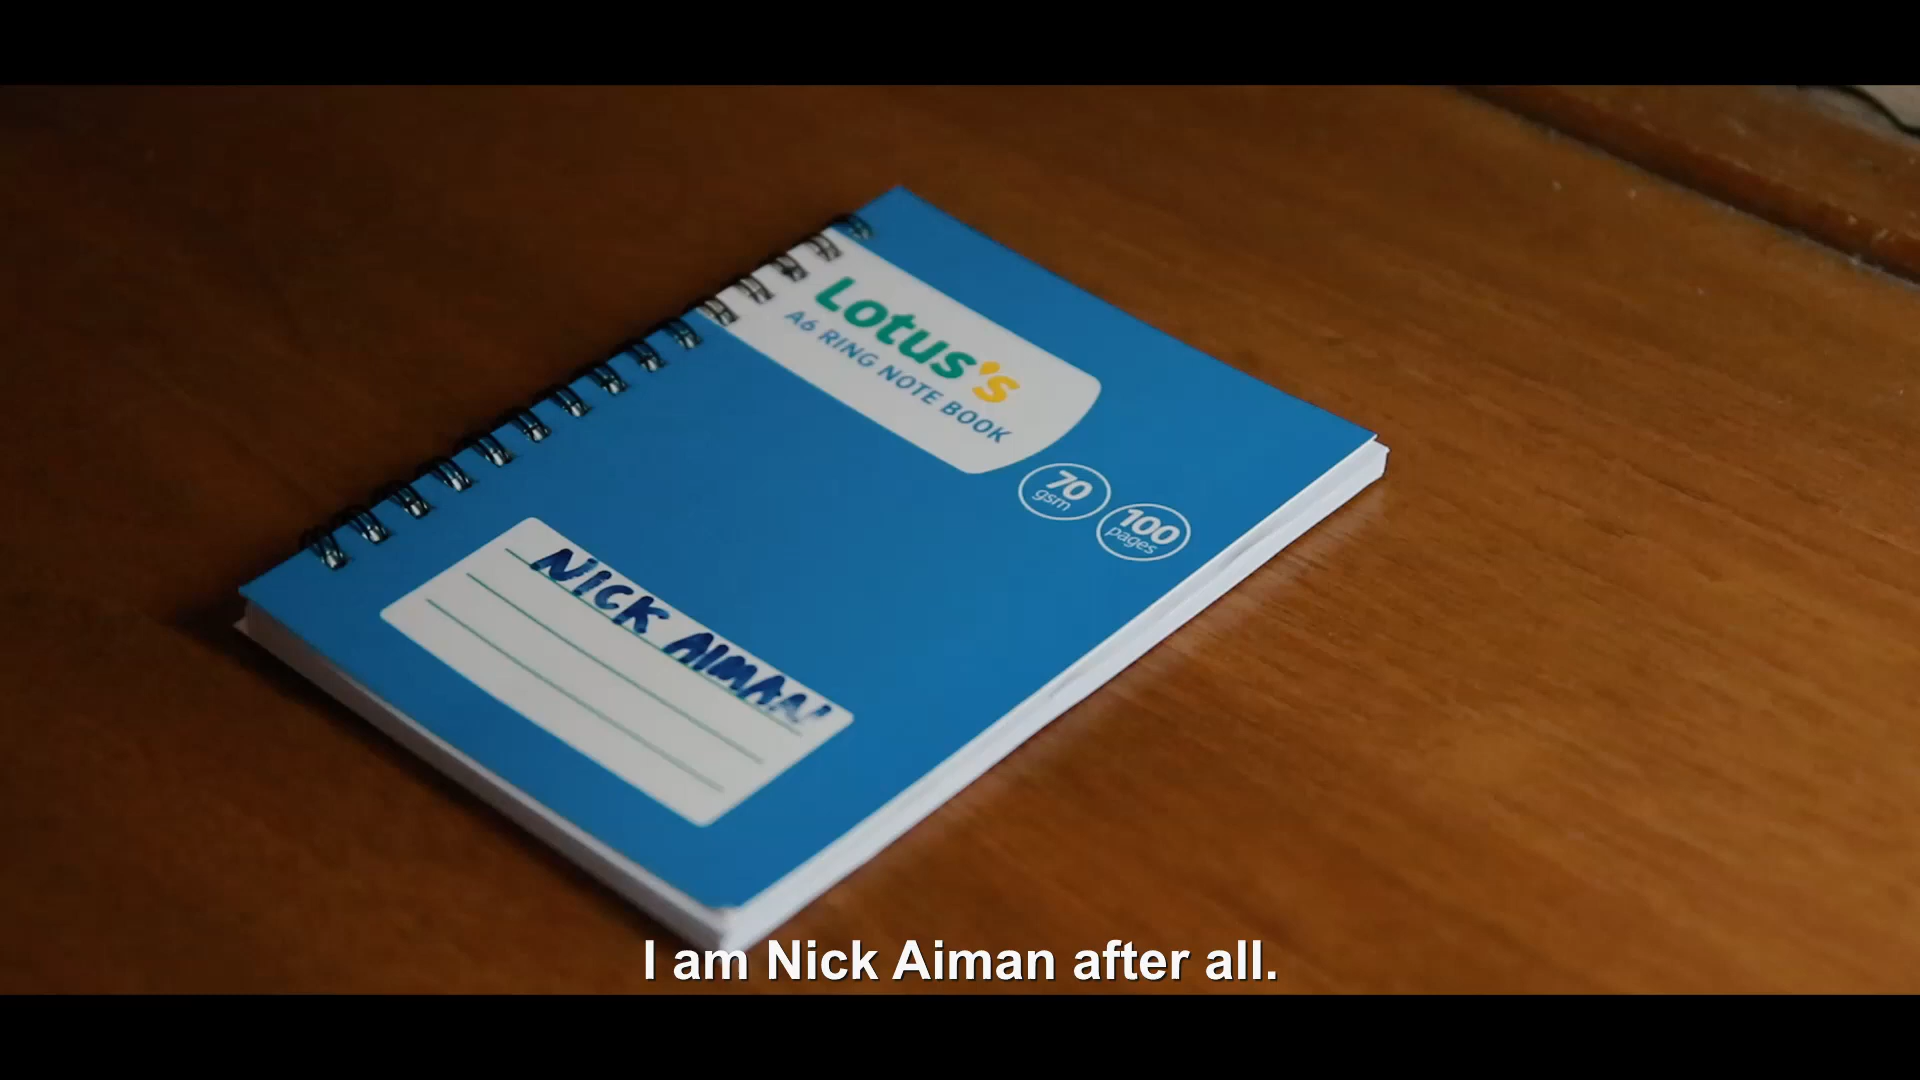 Lotus's
A6 RING NOTE BOOK
70
gsm
100
pages
NICK AIMAN
I am Nick Aiman after all.